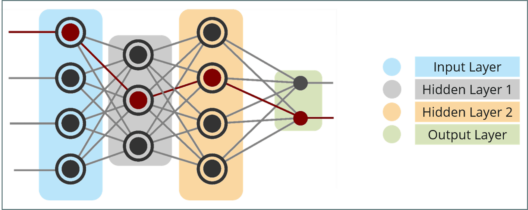 Input Layer
Hidden Layer 1
Hidden Layer 2
Output Layer